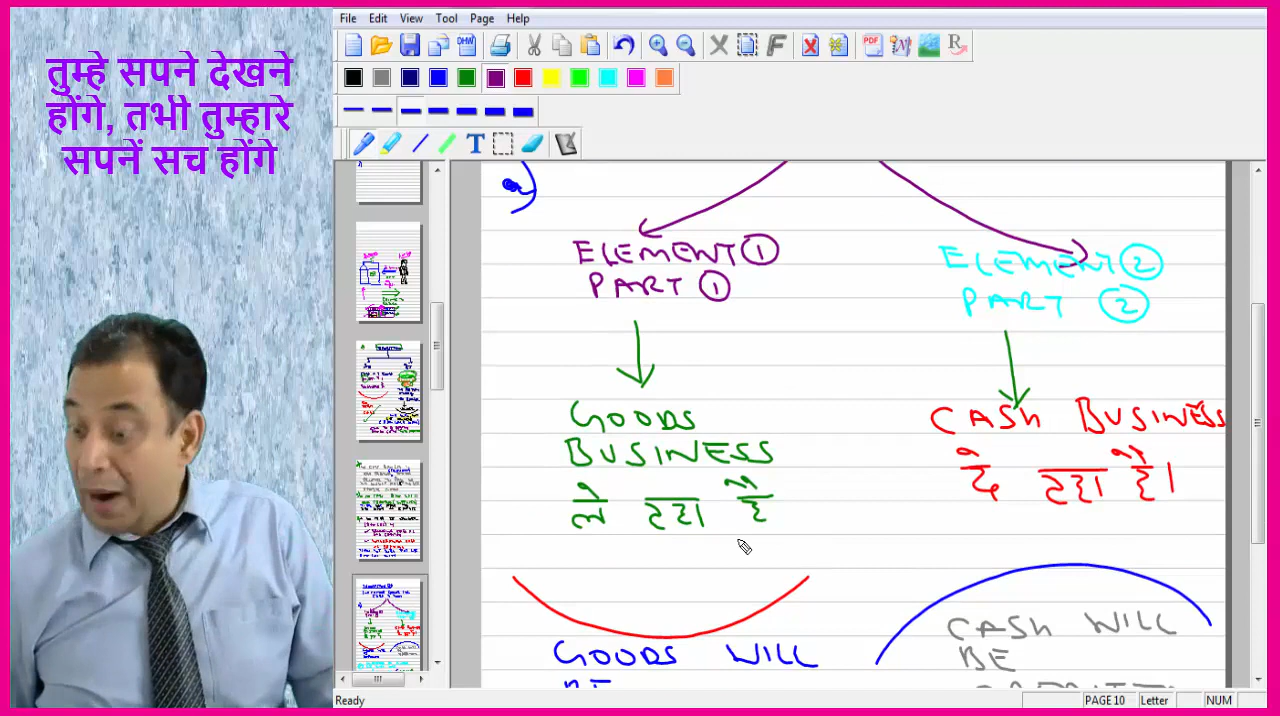 तुम्हे सपने देखने
होंगे, तभी तुम्हारे
सपनें सच होंगे
File Edit View Tool Page Help
ELEMENT 1
PART 1
ELEMENT 2
PART 2
GOODS
BUSINESS
ले रहा है
CASH BUSINESS
दे रहा है।
GOODS WILL
BE
CASH WILL
BE
Ready PAGE 10 Letter NUM